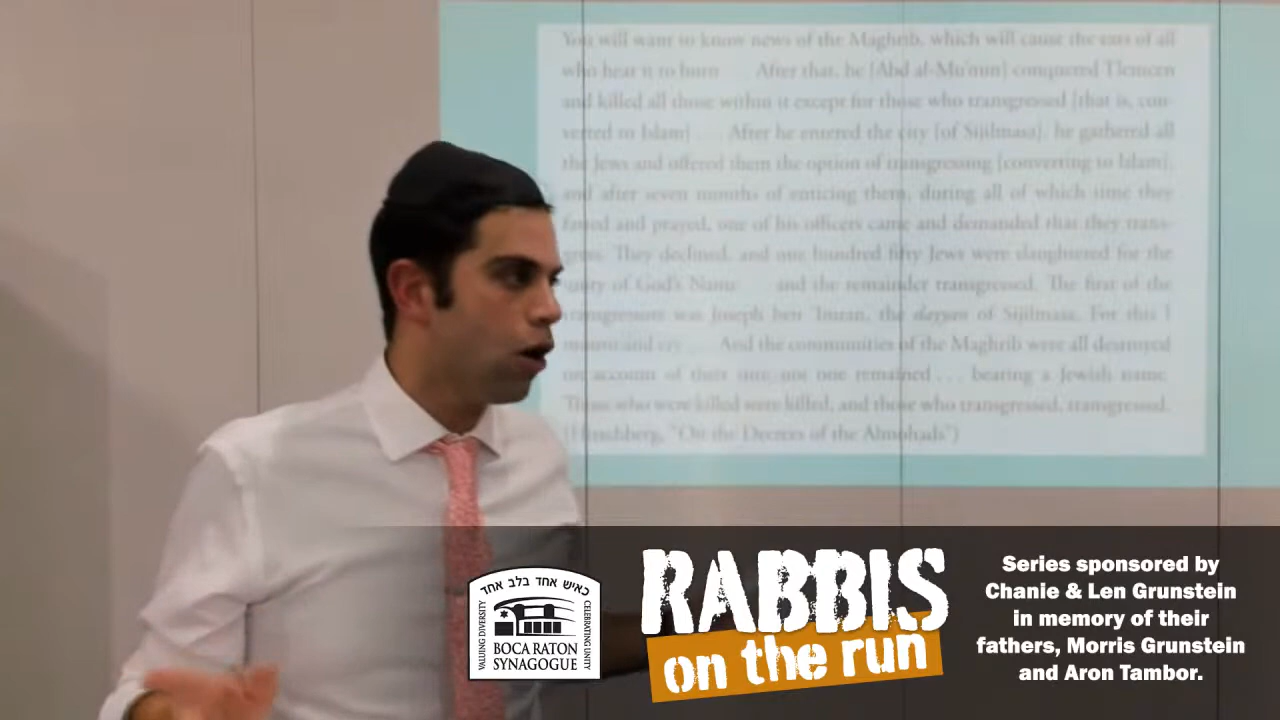 You will want to know news of the Maghrib, which will cause the ears of all
who hear it to burn . . . After that, he [Abd al-Mu'min] conquered Tlemcen
and killed all those within it except for those who transgressed [that is, con-
verted to Islam] . . . After he entered the city [of Sijilmasa], he gathered all
the Jews and offered them the option of transgressing [converting to Islam],
and after seven months of enticing them, during all of which time they
fasted and prayed, one of his officers came and demanded that they trans-
gress. They declined, and one hundred fifty Jews were slaughtered for the
unity of God's Name . . . and the remainder transgressed. The first of the
transgressors was Joseph ben 'Imran, the dayyan of Sijilmasa. For this I
mourn and cry . . . And the communities of the Maghrib were all destroyed
on account of their sins, not one remained . . . bearing a Jewish name.
Those who were killed were killed, and those who transgressed, transgressed.
(Hirschberg, "On the Decrees of the Almohads")
כאיש אחד בלב אחד
VALUING DIVERSITY
CELEBRATING UNITY
BOCA RATON
SYNAGOGUE
RABBIS
on the run
Series sponsored by
Chanie & Len Grunstein
in memory of their
fathers, Morris Grunstein
and Aron Tambor.